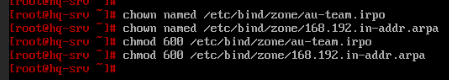 [root@hq-srv ~]# chown named /etc/bind/zone/au-team.irpo
[root@hq-srv ~]# chown named /etc/bind/zone/168.192.in-addr.arpa
[root@hq-srv ~]# chmod 600 /etc/bind/zone/au-team.irpo
[root@hq-srv ~]# chmod 600 /etc/bind/zone/168.192.in-addr.arpa
[root@hq-srv ~]#